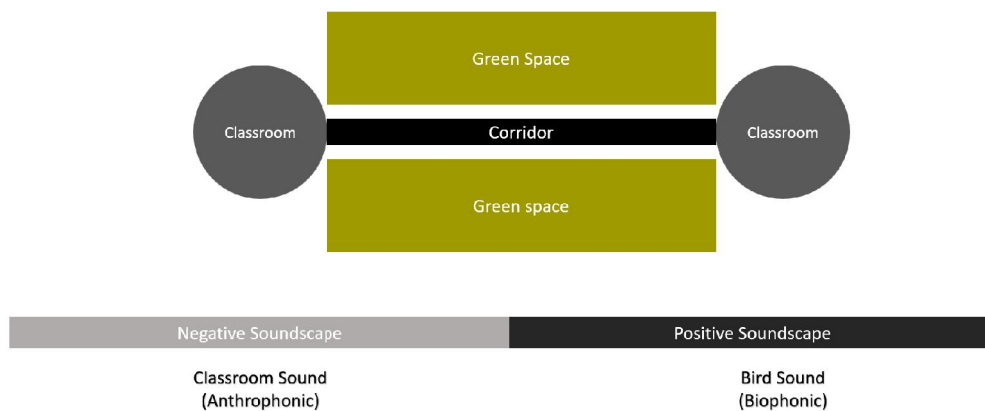 Green Space
Classroom
Corridor
Classroom
Green space
Negative Soundscape
Positive Soundscape
Classroom Sound
(Anthrophonic)
Bird Sound
(Biophonic)